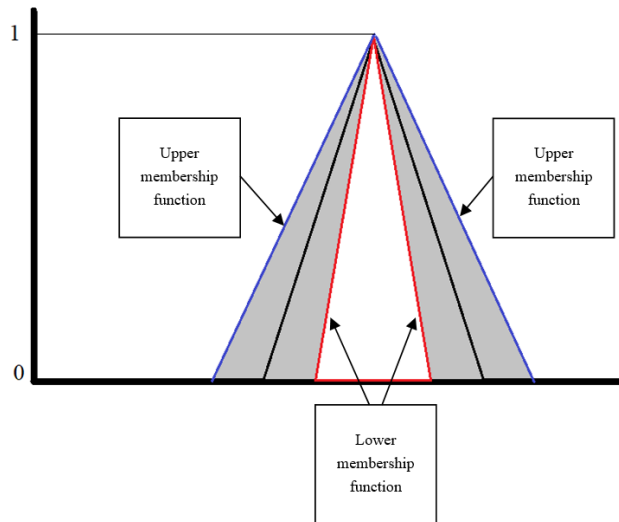 1
Upper
membership
function
Upper
membership
function
0
Lower
membership
function